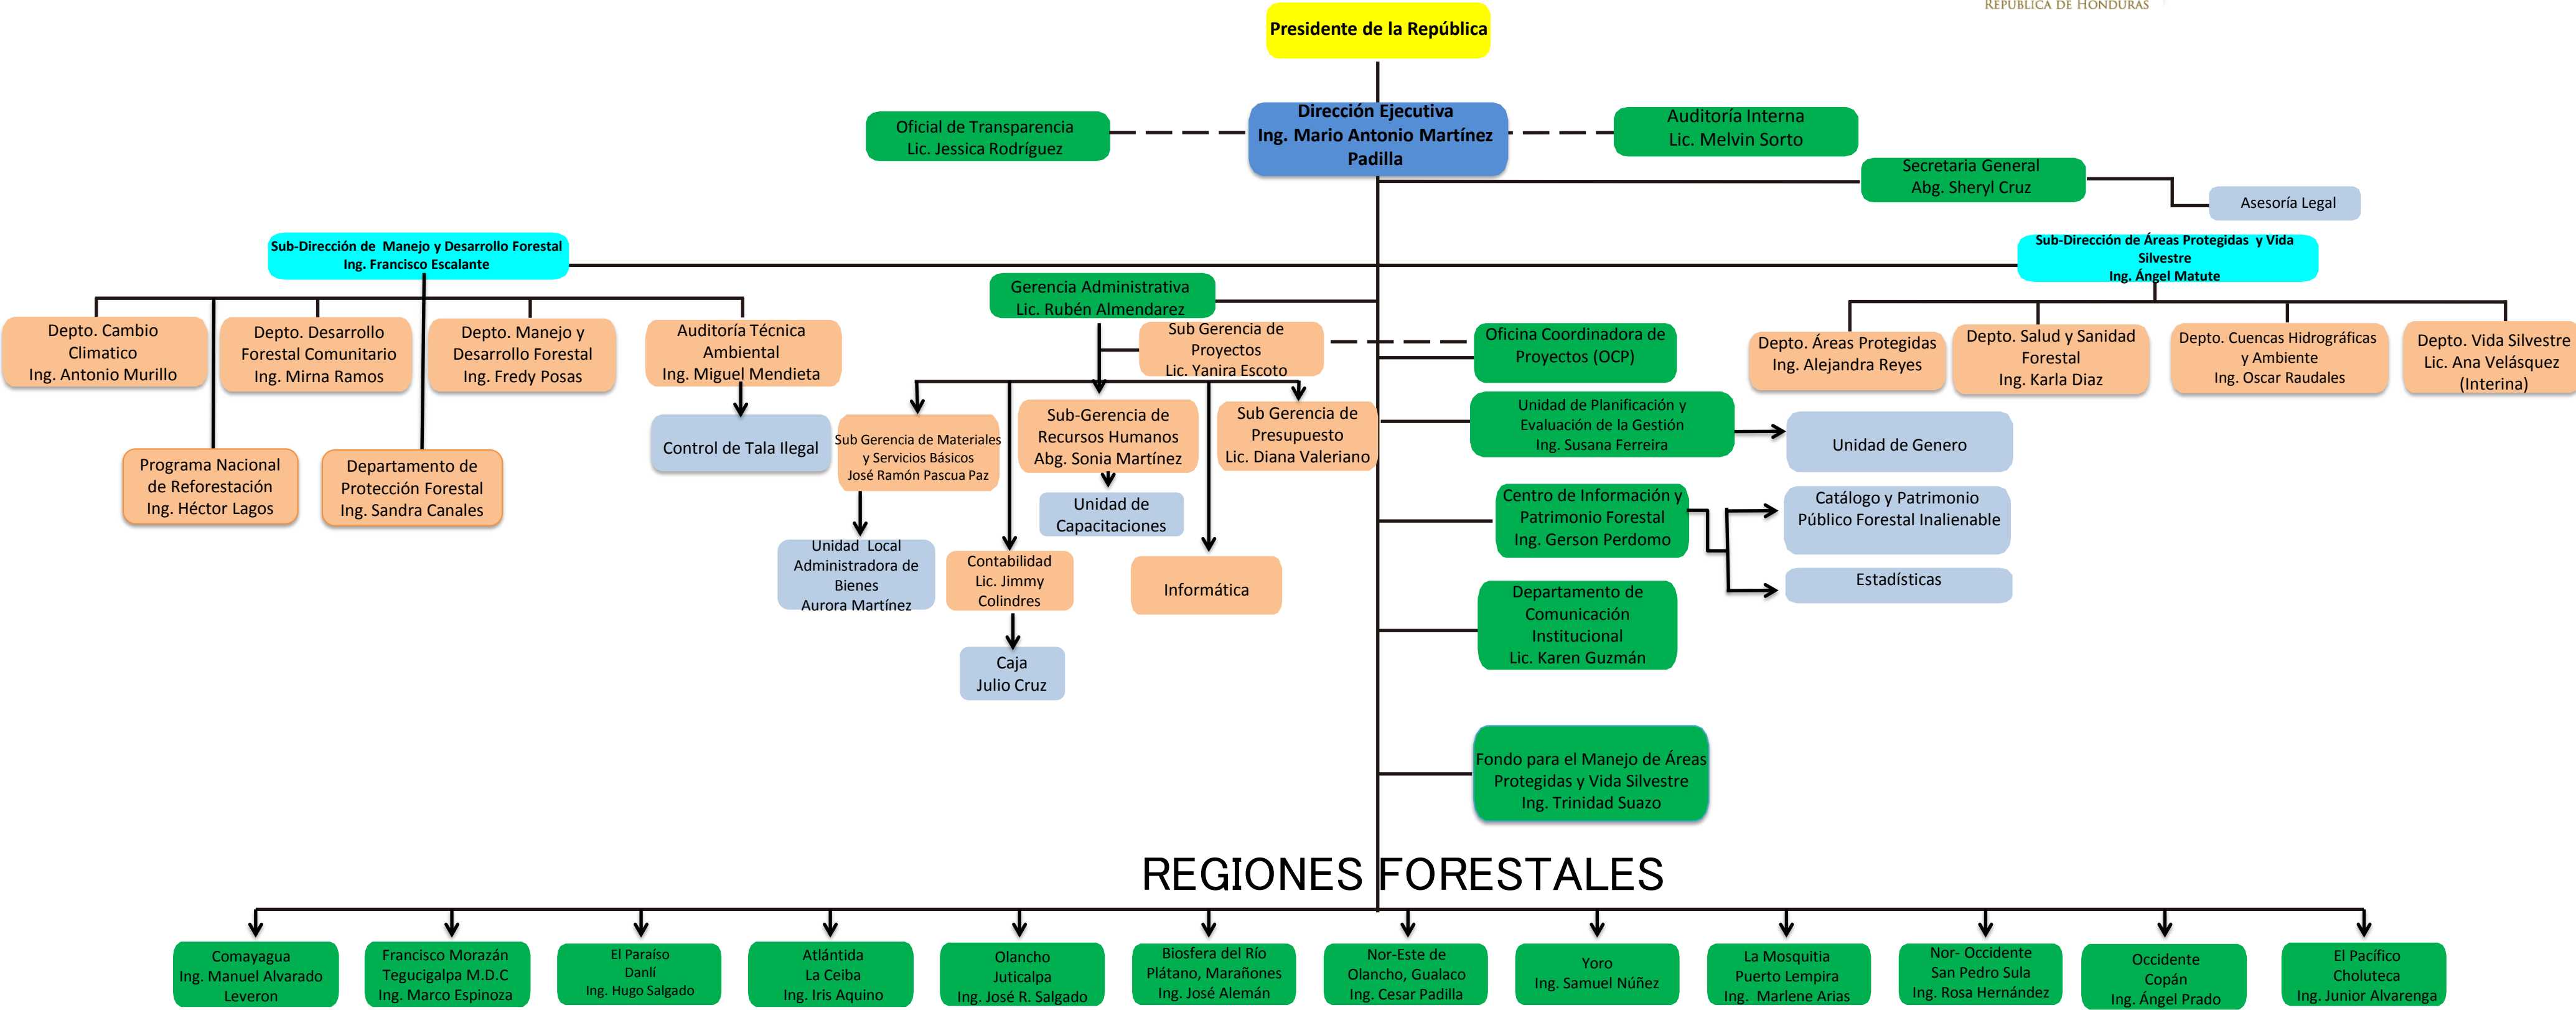 REPÚBLICA DE HONDURAS
Presidente de la República
Dirección Ejecutiva
Ing. Mario Antonio Martínez
Padilla
Oficial de Transparencia
Lic. Jessica Rodríguez
Auditoría Interna
Lic. Melvin Sorto
Secretaria General
Abg. Sheryl Cruz
Asesoría Legal
Sub-Dirección de Manejo y Desarrollo Forestal
Ing. Francisco Escalante
Sub-Dirección de Áreas Protegidas y Vida
Silvestre
Ing. Ángel Matute
Gerencia Administrativa
Lic. Rubén Almendarez
Depto. Cambio
Climatico
Ing. Antonio Murillo
Depto. Desarrollo
Forestal Comunitario
Ing. Mirna Ramos
Depto. Manejo y
Desarrollo Forestal
Ing. Fredy Posas
Auditoría Técnica
Ambiental
Ing. Miguel Mendieta
Sub Gerencia de
Proyectos
Lic. Yanira Escoto
Oficina Coordinadora de
Proyectos (OCP)
Depto. Áreas Protegidas
Ing. Alejandra Reyes
Depto. Salud y Sanidad
Forestal
Ing. Karla Diaz
Depto. Cuencas Hidrográficas
y Ambiente
Ing. Oscar Raudales
Depto. Vida Silvestre
Lic. Ana Velásquez
(Interina)
Programa Nacional
de Reforestación
Ing. Héctor Lagos
Departamento de
Protección Forestal
Ing. Sandra Canales
Control de Tala Ilegal
Sub Gerencia de Materiales
y Servicios Básicos
José Ramón Pascua Paz
Sub-Gerencia de
Recursos Humanos
Abg. Sonia Martínez
Sub Gerencia de
Presupuesto
Lic. Diana Valeriano
Unidad de Planificación y
Evaluación de la Gestión
Ing. Susana Ferreira
Unidad de Genero
Unidad de
Capacitaciones
Centro de Información y
Patrimonio Forestal
Ing. Gerson Perdomo
Catálogo y Patrimonio
Público Forestal Inalienable
Estadísticas
Unidad Local
Administradora de
Bienes
Aurora Martínez
Contabilidad
Lic. Jimmy
Colindres
Informática
Departamento de
Comunicación
Institucional
Lic. Karen Guzmán
Caja
Julio Cruz
Fondo para el Manejo de Áreas
Protegidas y Vida Silvestre
Ing. Trinidad Suazo
REGIONES FORESTALES
Comayagua
Ing. Manuel Alvarado
Leveron
Francisco Morazán
Tegucigalpa M.D.C
Ing. Marco Espinoza
El Paraíso
Danlí
Ing. Hugo Salgado
Atlántida
La Ceiba
Ing. Iris Aquino
Olancho
Juticalpa
Ing. José R. Salgado
Biosfera del Río
Plátano, Marañones
Ing. José Alemán
Nor-Este de
Olancho, Gualaco
Ing. Cesar Padilla
Yoro
Ing. Samuel Núñez
La Mosquitia
Puerto Lempira
Ing. Marlene Arias
Nor- Occidente
San Pedro Sula
Ing. Rosa Hernández
Occidente
Copán
Ing. Ángel Prado
El Pacífico
Choluteca
Ing. Junior Alvarenga